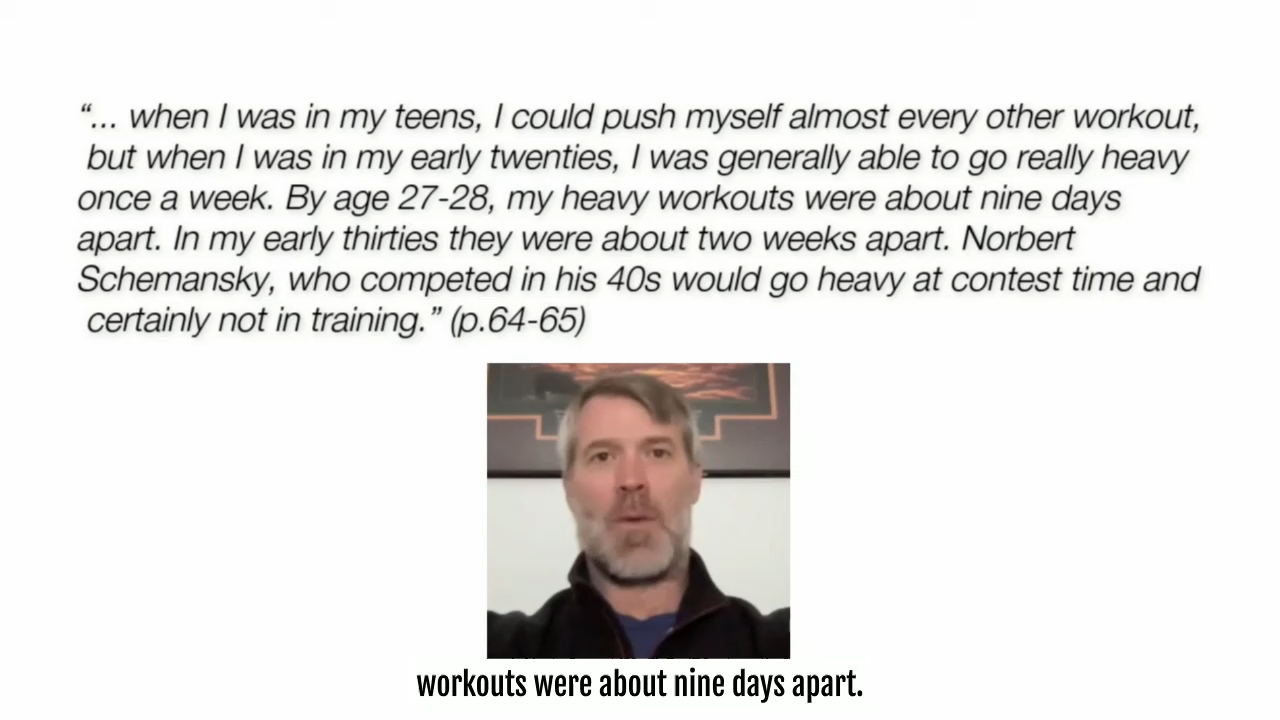 “... when I was in my teens, I could push myself almost every other workout,
but when I was in my early twenties, I was generally able to go really heavy
once a week. By age 27-28, my heavy workouts were about nine days
apart. In my early thirties they were about two weeks apart. Norbert
Schemansky, who competed in his 40s would go heavy at contest time and
certainly not in training.” (p.64-65)
workouts were about nine days apart.